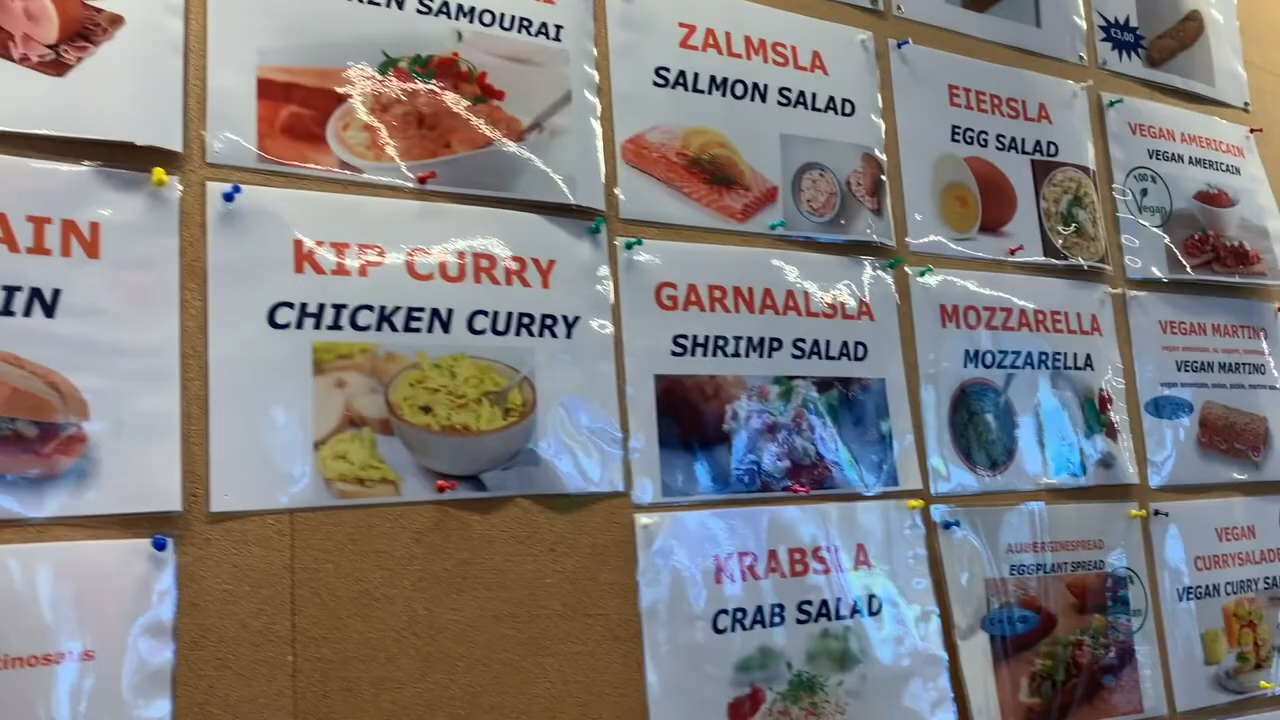 KEN SAMOURAI
ZALMSLA
SALMON SALAD
EIERSLA
EGG SALAD
€3,00
VEGAN AMERICAIN
VEGAN AMERICAIN
100%
Vegan
AIN
IN
KIP CURRY
CHICKEN CURRY
GARNAALSLA
SHRIMP SALAD
MOZZARELLA
MOZZARELLA
VEGAN MARTINO
VEGAN MARTINO
tinosaus
KRABSLA
CRAB SALAD
AUBERGINESPREAD
EGGPLANT SPREAD
VEGAN
CURRYSALADE
VEGAN CURRY SA